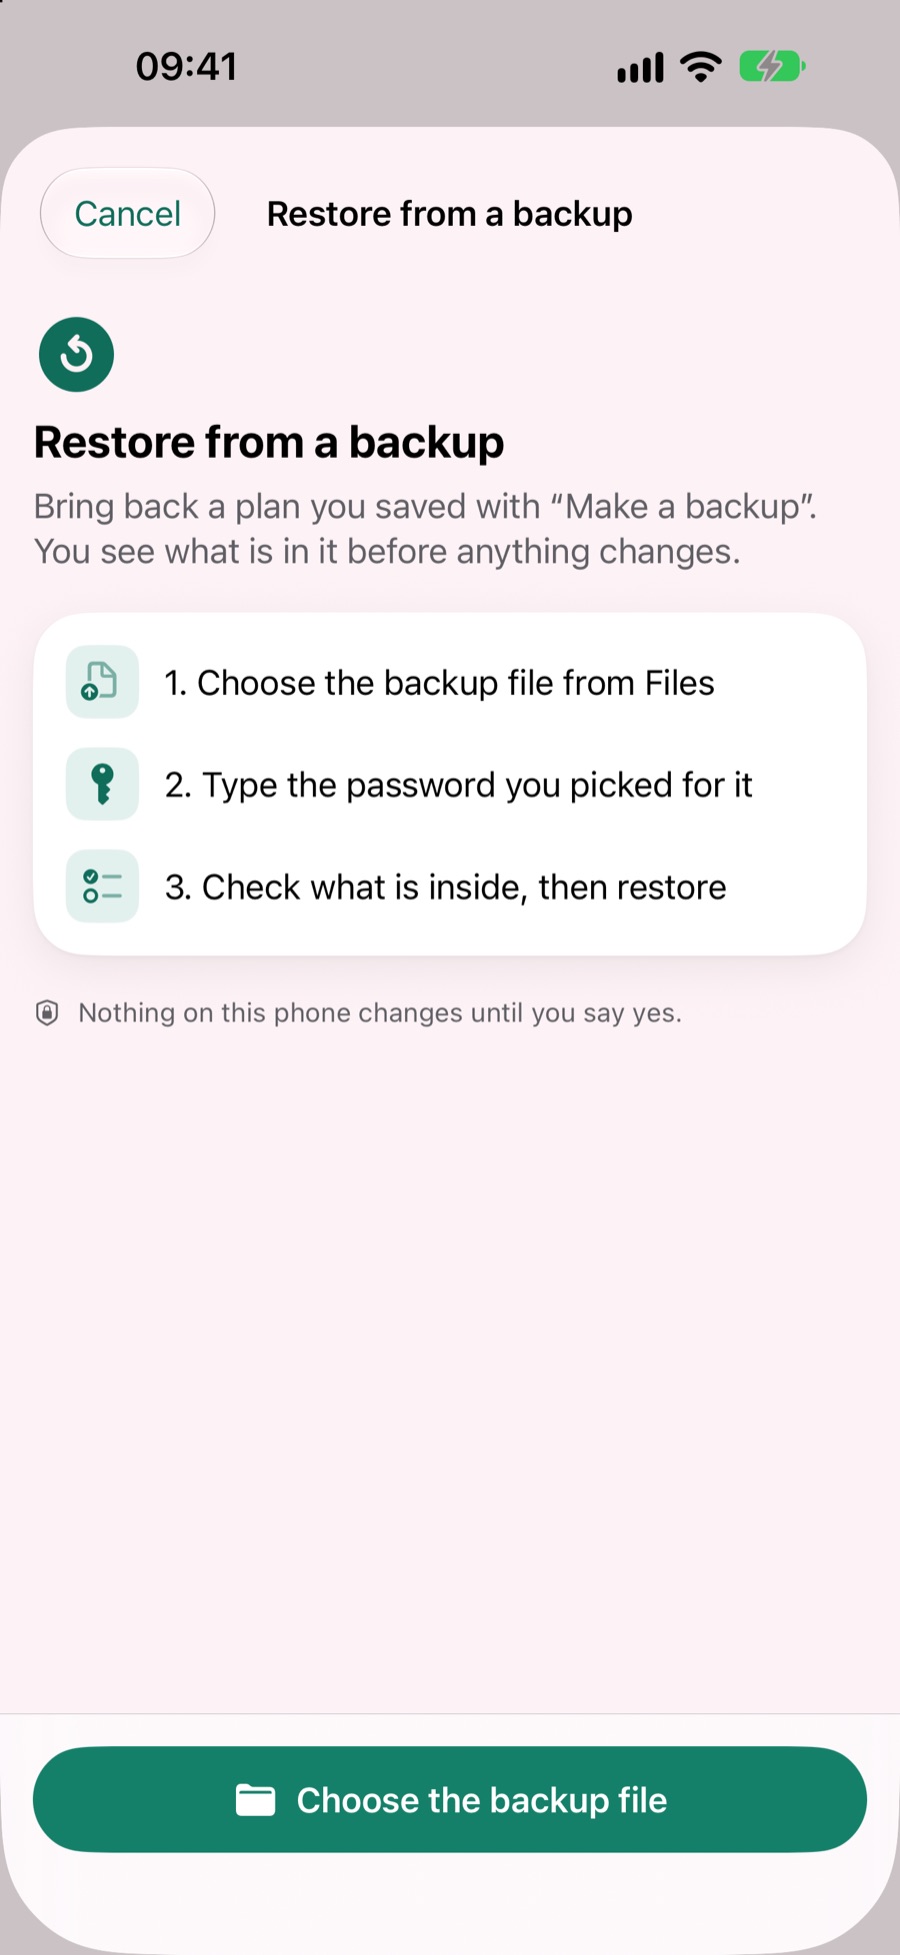 09:41
Cancel
Restore from a backup
Restore from a backup
Bring back a plan you saved with “Make a backup”.
You see what is in it before anything changes.
1. Choose the backup file from Files
2. Type the password you picked for it
3. Check what is inside, then restore
Nothing on this phone changes until you say yes.
Choose the backup file